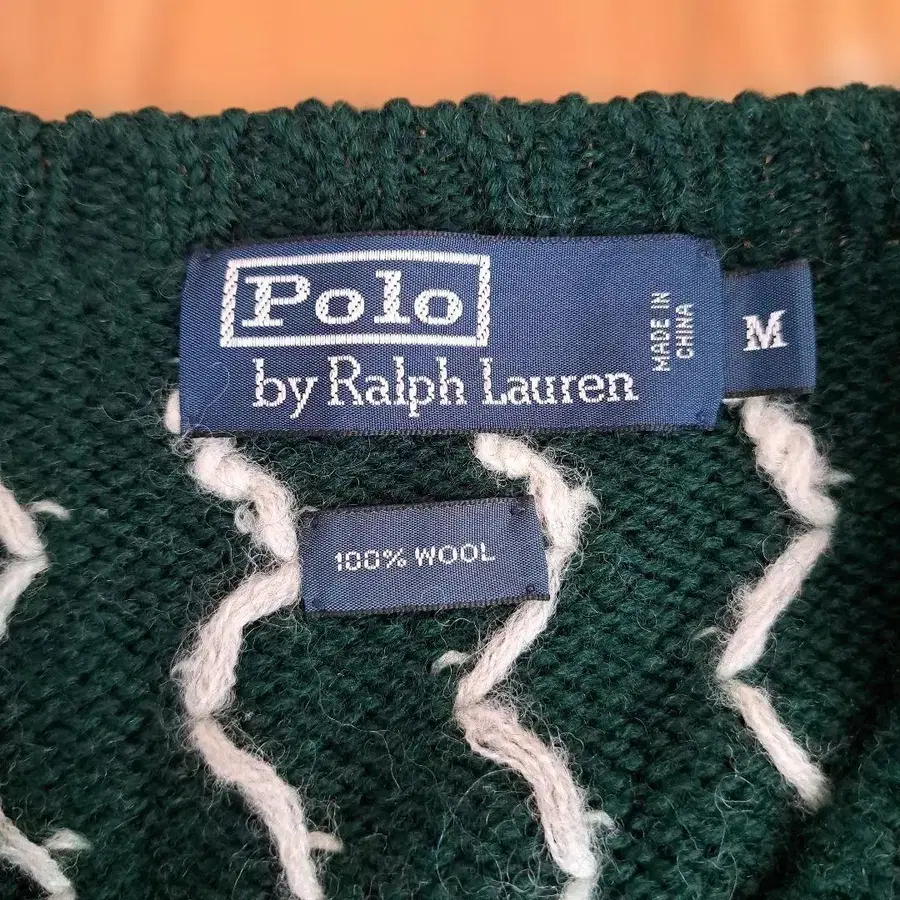 Polo
by Ralph Lauren
MADE IN
CHINA
M
100% WOOL